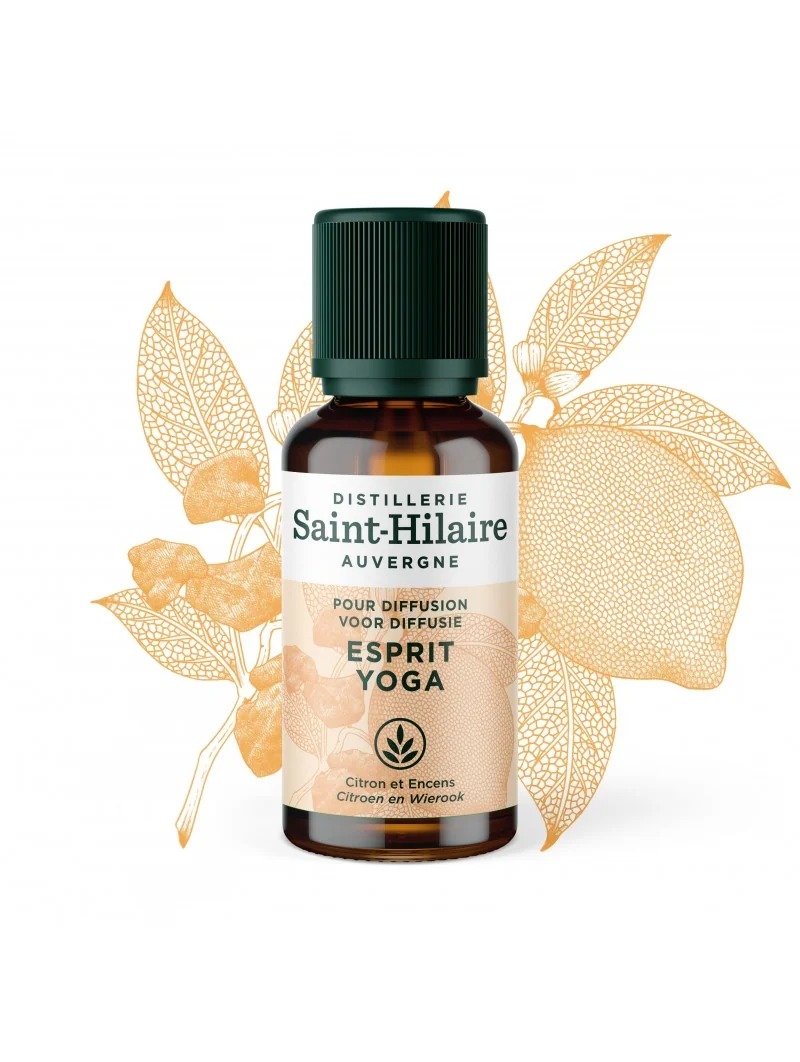 DISTILLERIE
Saint-Hilaire
AUVERGNE
POUR DIFFUSION
VOOR DIFFUSIE
ESPRIT
YOGA
Citron et Encens
Citroen en Wierook